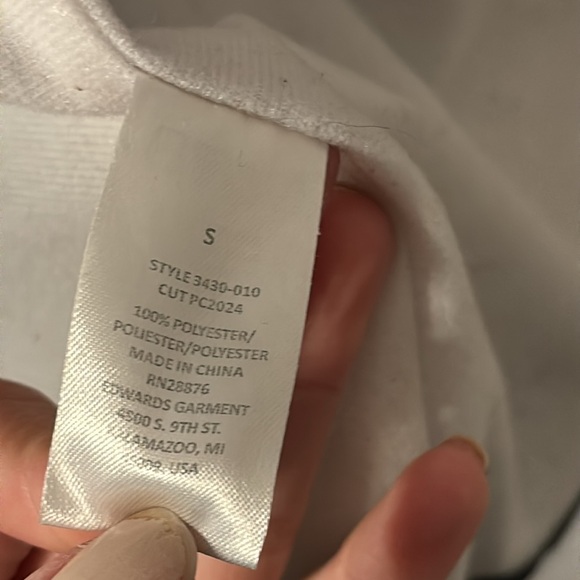 S
STYLE 3430-010
CUT PC2024
100% POLYESTER/
POLIESTER/POLYESTER
MADE IN CHINA
RN28876
EDWARDS GARMENT
4500 S. 9TH ST.
KALAMAZOO, MI
USA